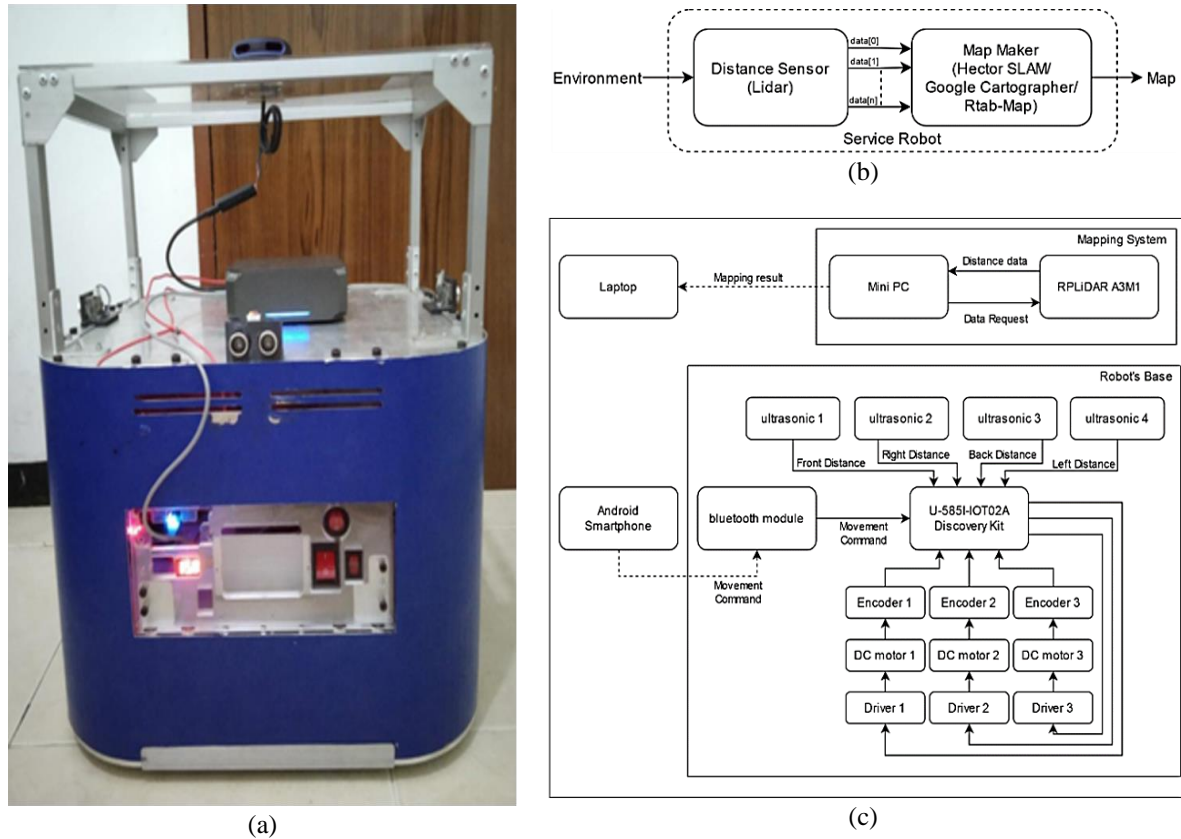 (a)
Environment
Distance Sensor
(Lidar)
data[0]
data[1]
data[n]
Map Maker
(Hector SLAM/
Google Cartographer/
Rtab-Map)
Map
Service Robot
(b)
Mapping System
Laptop
Mapping result
Mini PC
Distance data
Data Request
RPLiDAR A3M1
Robot's Base
ultrasonic 1
ultrasonic 2
ultrasonic 3
ultrasonic 4
Front Distance
Right Distance
Back Distance
Left Distance
Android
Smartphone
Movement
Command
bluetooth module
Movement
Command
U-585I-IOT02A
Discovery Kit
Encoder 1
Encoder 2
Encoder 3
DC motor 1
DC motor 2
DC motor 3
Driver 1
Driver 2
Driver 3
(c)